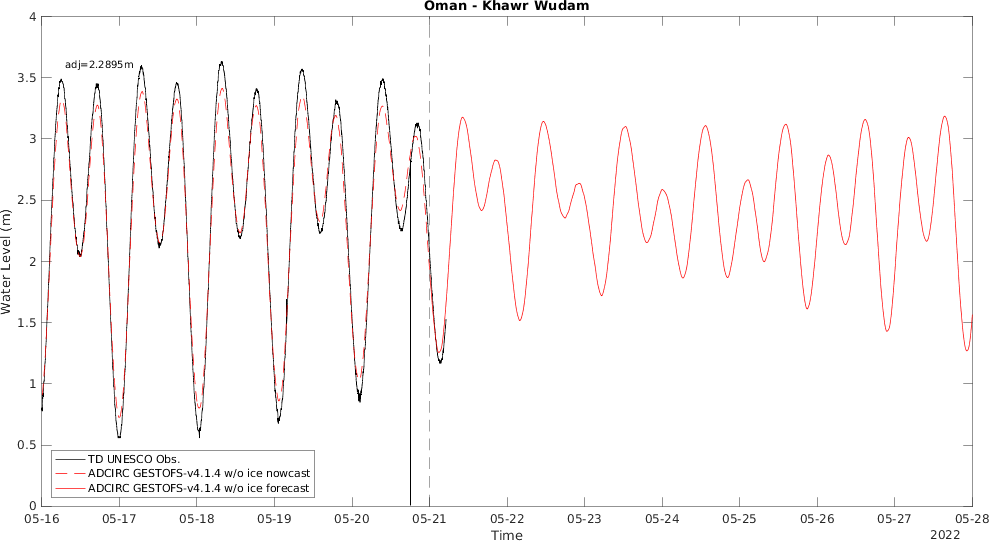 Oman - Khawr Wudam
adj=2.2895m
Water Level (m)
4
3.5
3
2.5
2
1.5
1
0.5
0
TD UNESCO Obs.
ADCIRC GESTOFS-v4.1.4 w/o ice nowcast
ADCIRC GESTOFS-v4.1.4 w/o ice forecast
05-16 05-17 05-18 05-19 05-20 05-21 05-22 05-23 05-24 05-25 05-26 05-27 05-28
Time
2022